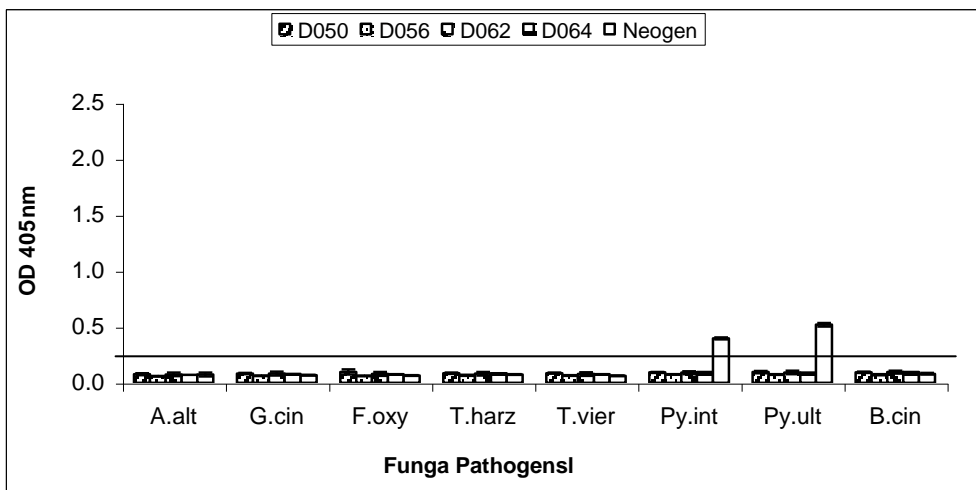 D050 D056 D062 D064 Neogen
2.5
2.0
1.5
1.0
0.5
0.0
OD 405nm
A.alt G.cin F.oxy T.harz T.vier Py.int Py.ult B.cin
Funga PathogensI